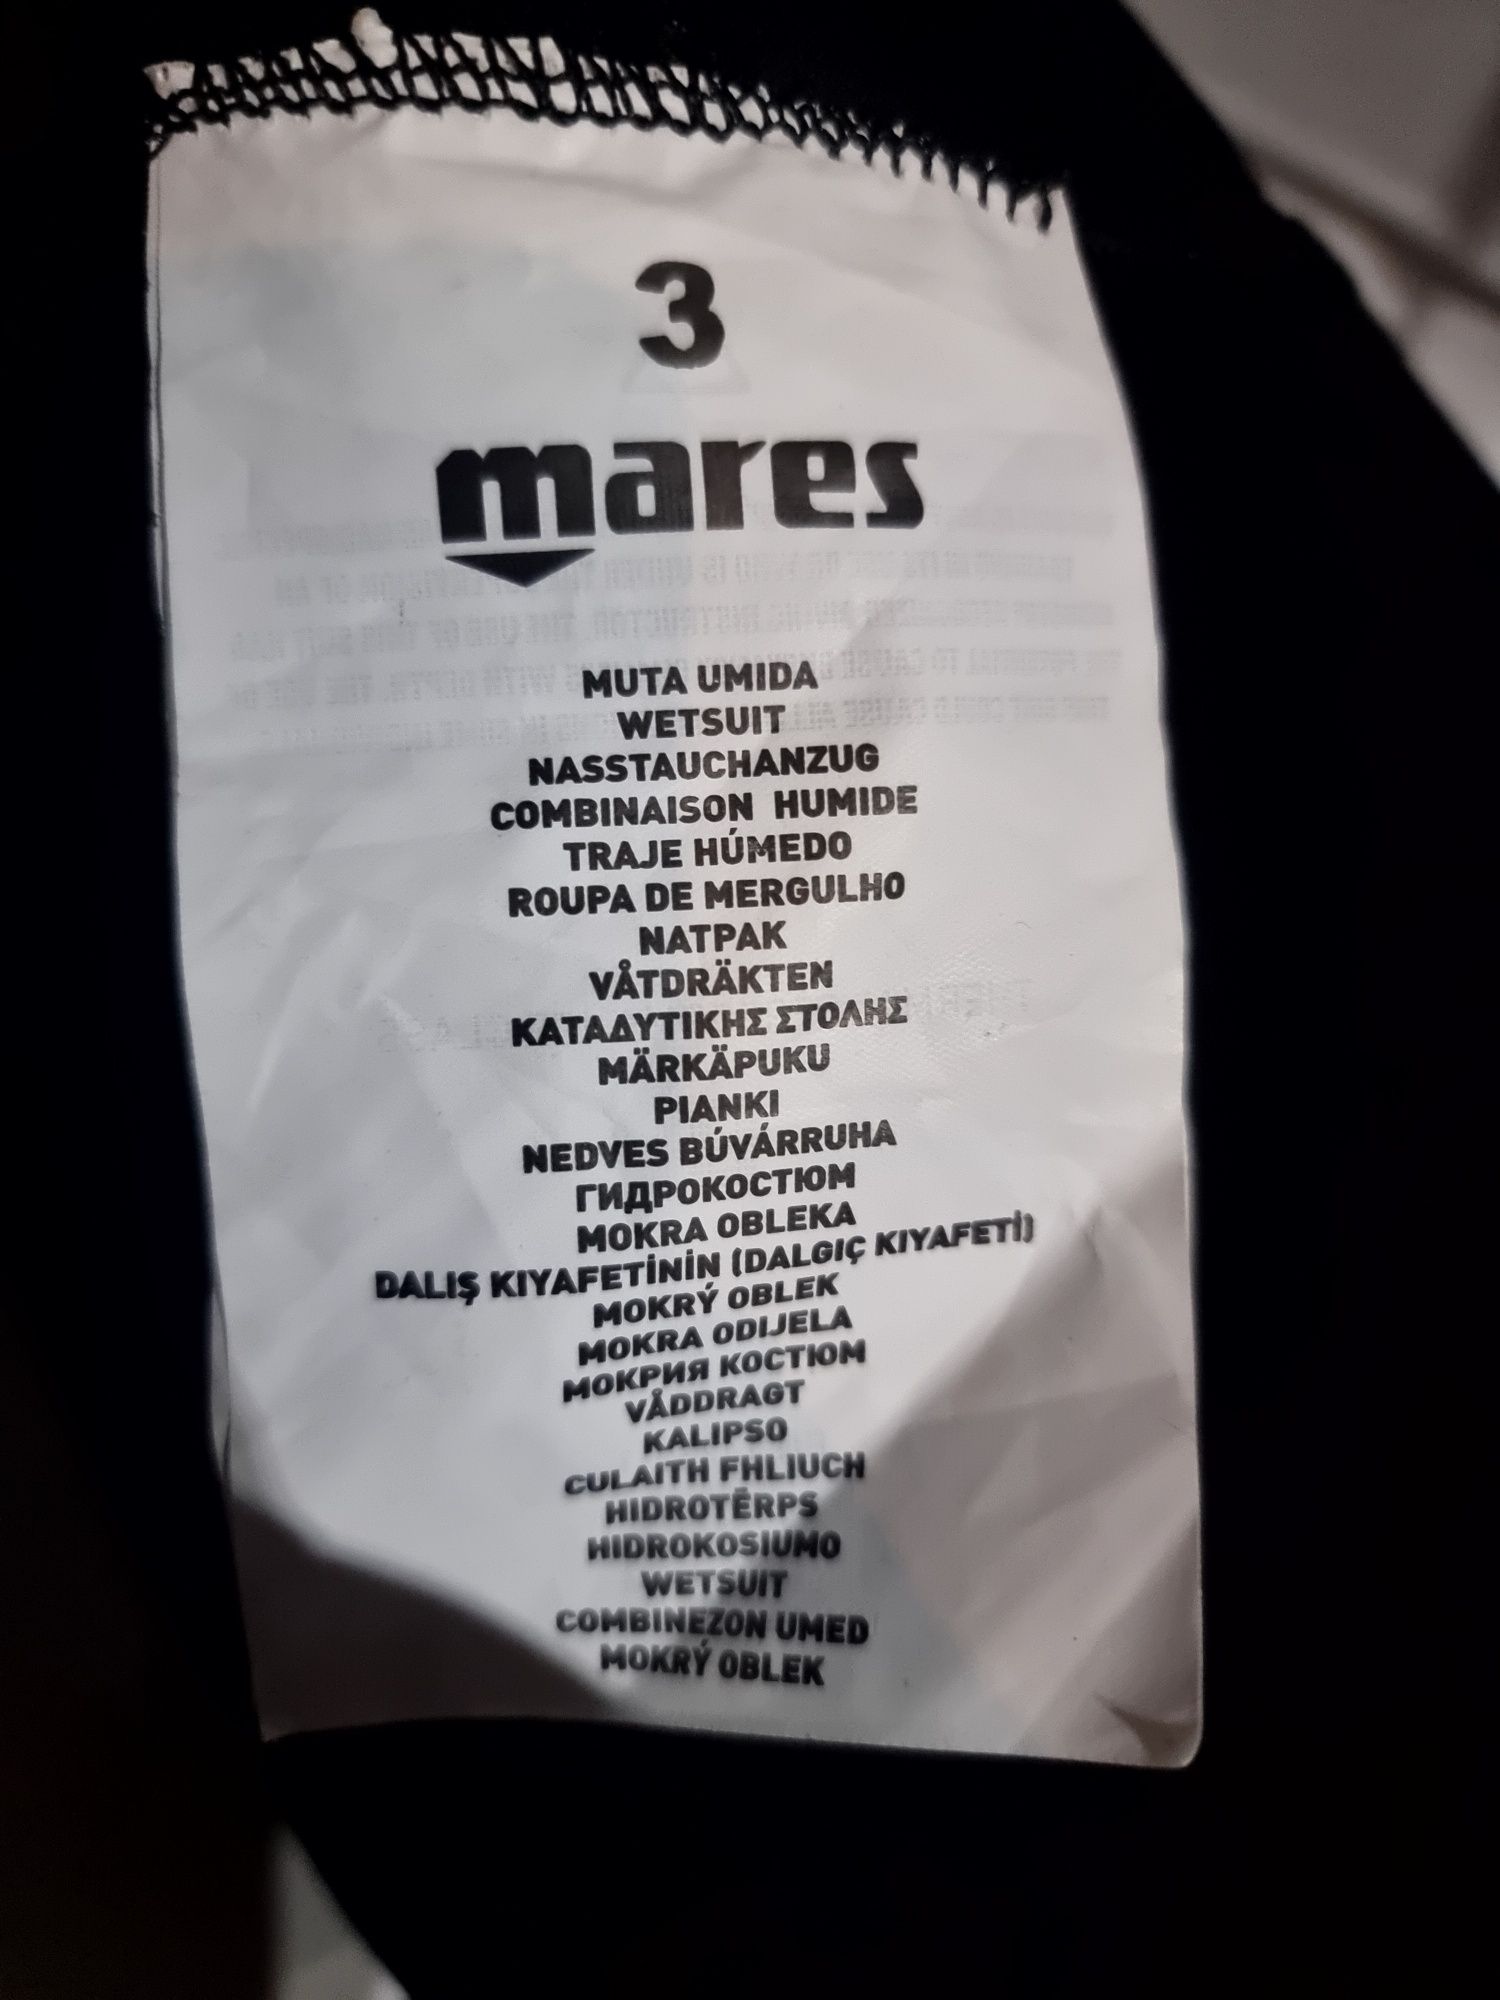 3
mares
MUTA UMIDA
WETSUIT
NASSTAUCHANZUG
COMBINAISON HUMIDE
TRAJE HÚMEDO
ROUPA DE MERGULHO
NATPAK
VÅTDRÄKTEN
ΚΑΤΑΔΥΤΙΚΗΣ ΣΤΟΛΗΣ
MÄRKÄPUKU
PIANKI
NEDVES BÚVÁRRUHA
ГИДРОКОСТЮМ
MOKRA OBLEKA
DALIŞ KIYAFETİNİN (DALGIÇ KIYAFETİ)
MOKRÝ OBLEK
MOKRA ODIJELA
МОКРИЯ КОСТЮМ
VÅDDRAGT
KALIPSO
CULAITH FHLIUCH
HIDROTĒRPS
HIDROKOSIUMO
WETSUIT
COMBINEZON UMED
MOKRÝ OBLEK